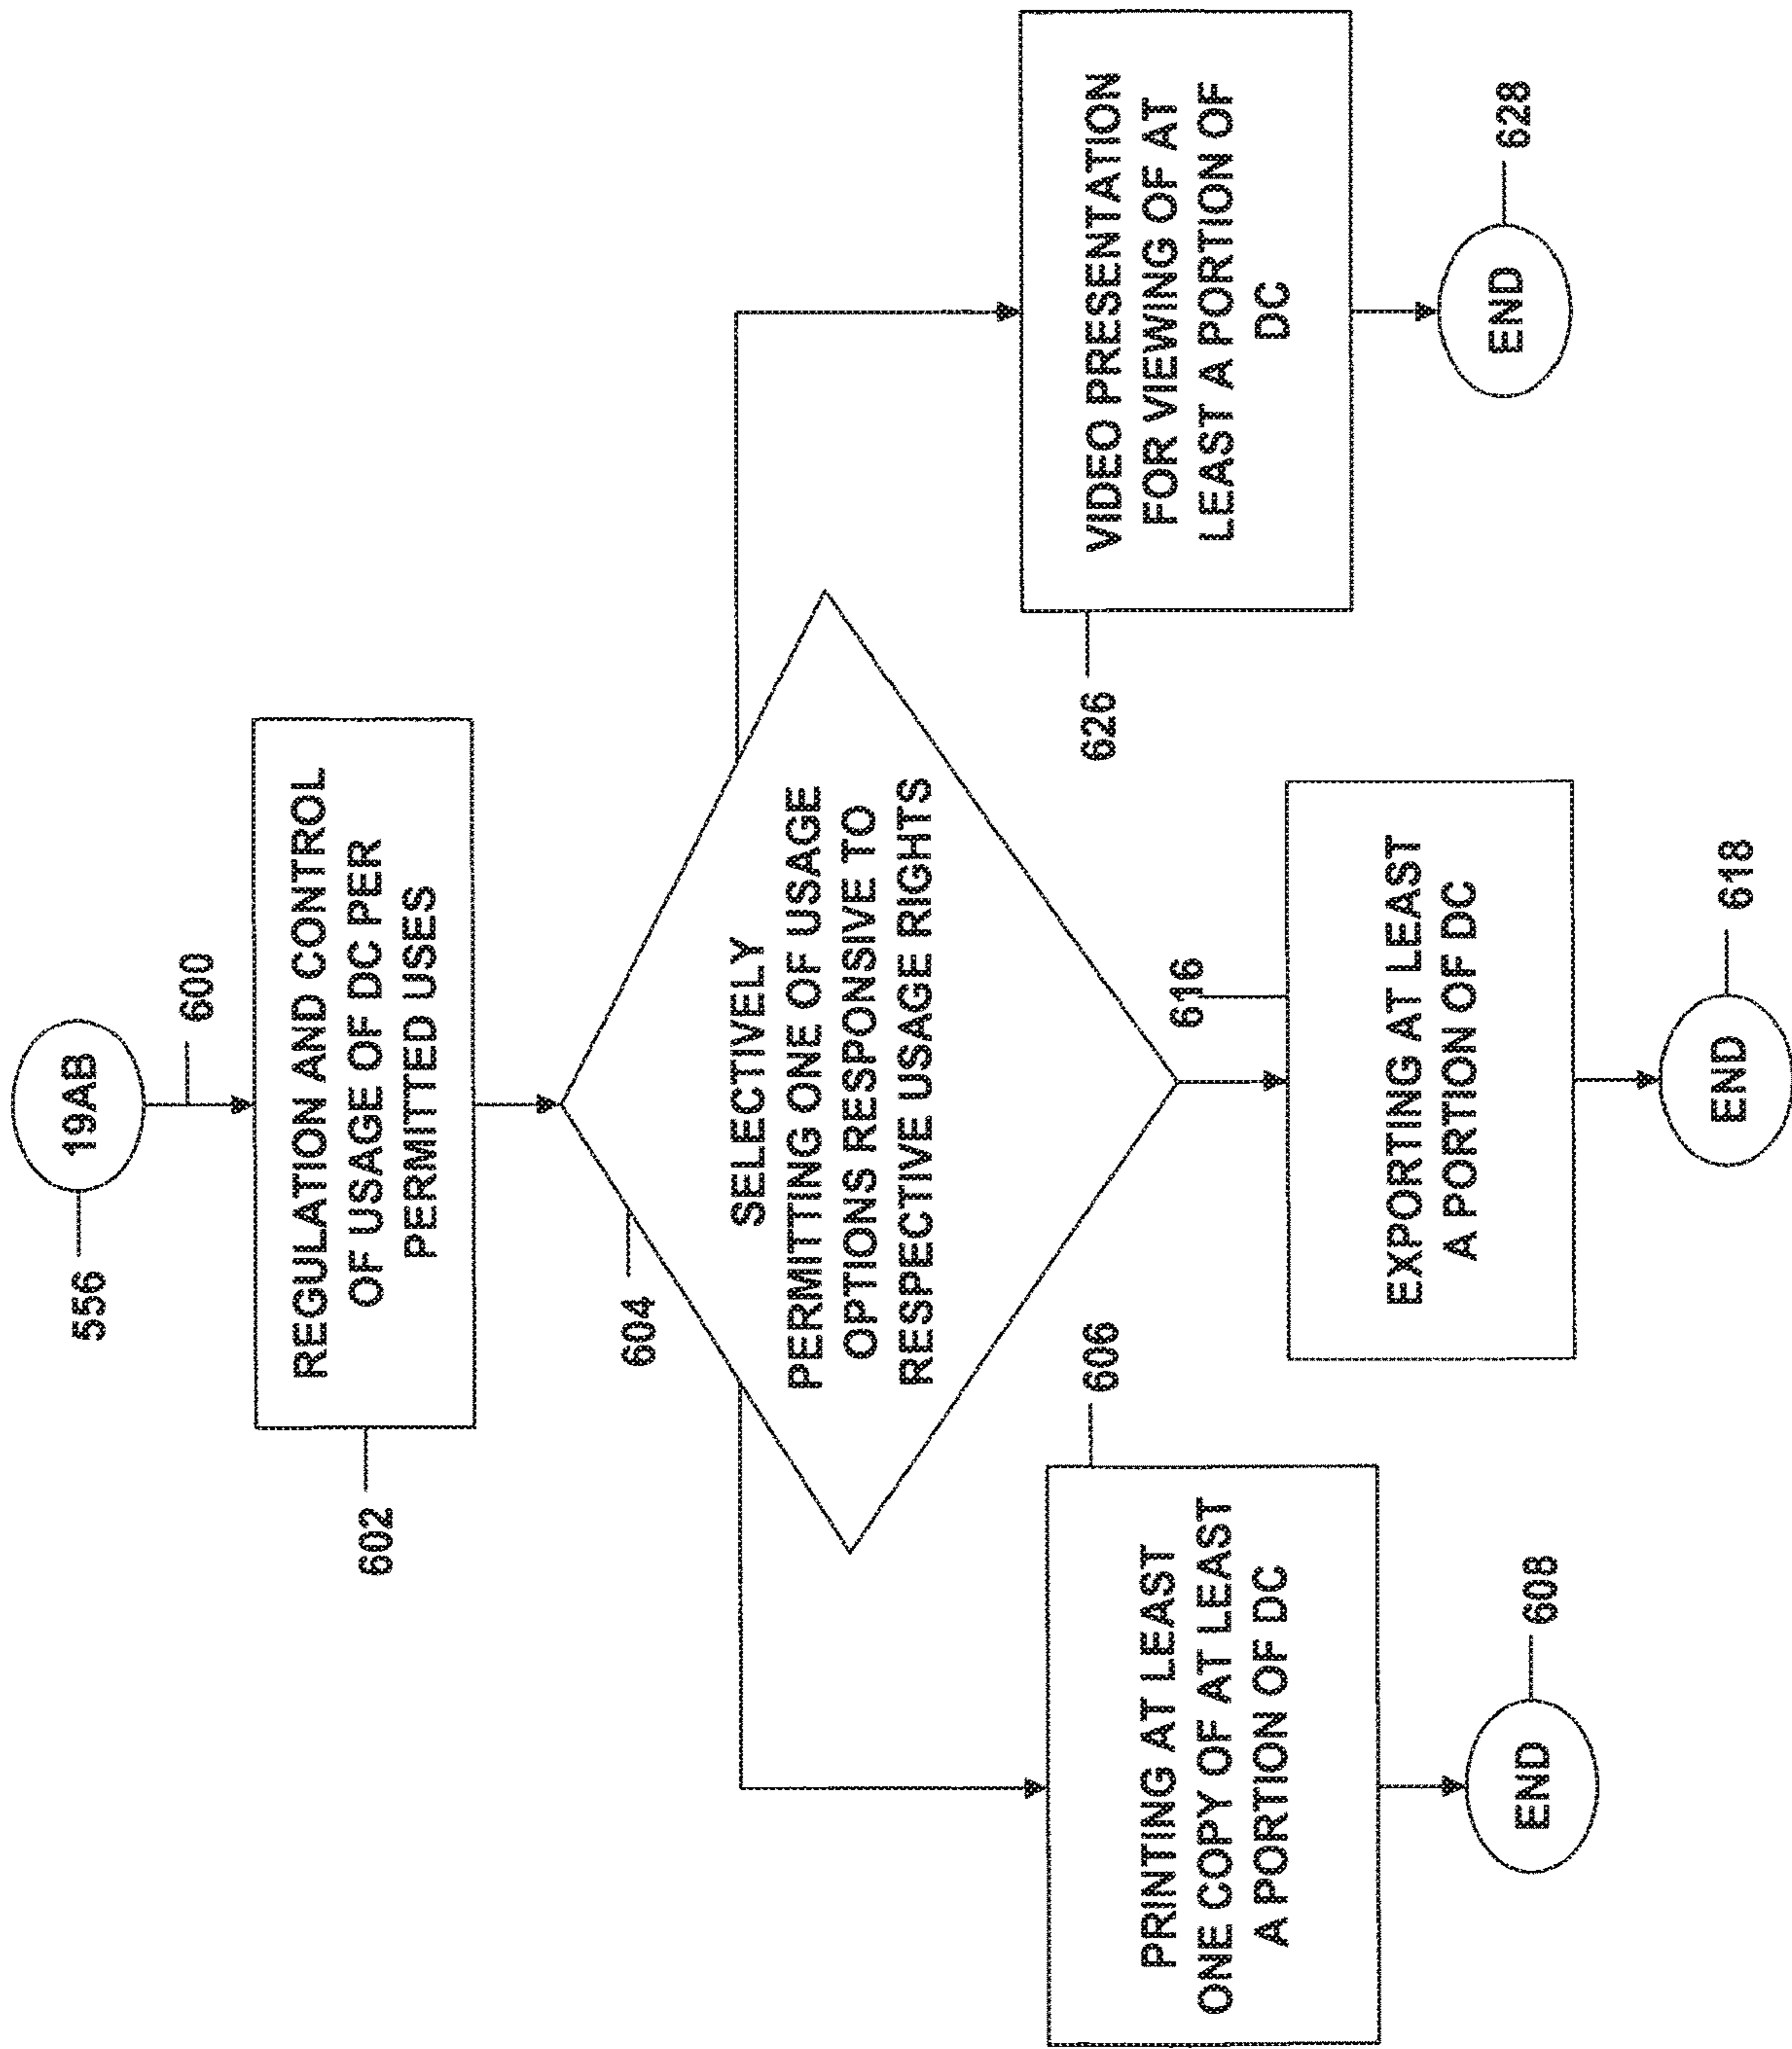 19AB
556
600
REGULATION AND CONTROL
OF USAGE OF DC PER
PERMITTED USES
602
604
SELECTIVELY
PERMITTING ONE OF USAGE
OPTIONS RESPONSIVE TO
RESPECTIVE USAGE RIGHTS
606
PRINTING AT LEAST
ONE COPY OF AT LEAST
A PORTION OF DC
END
608
616
EXPORTING AT LEAST
A PORTION OF DC
END
618
626
VIDEO PRESENTATION
FOR VIEWING OF AT
LEAST A PORTION OF
DC
END
628